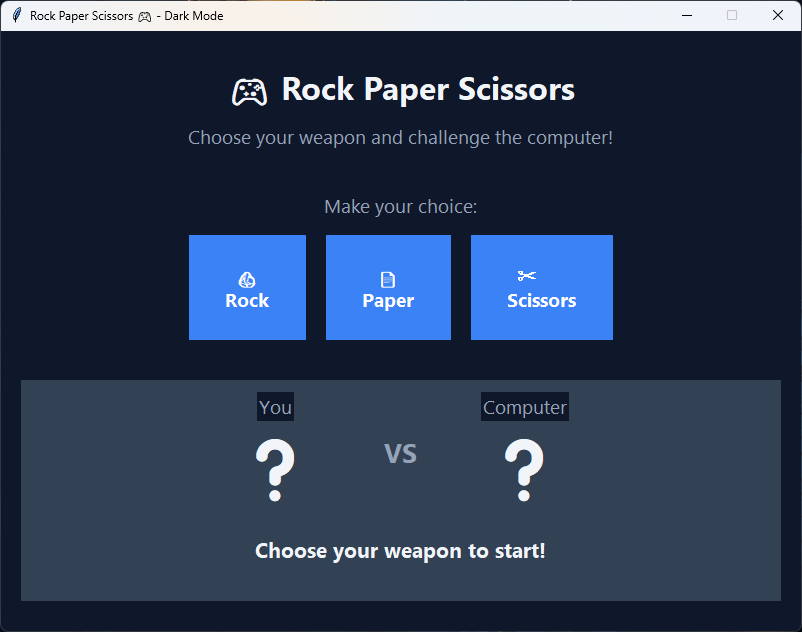 Rock Paper Scissors 🎮 - Dark Mode
🎮 Rock Paper Scissors
Choose your weapon and challenge the computer!
Make your choice:
Rock Paper Scissors
You Computer
? VS ?
Choose your weapon to start!